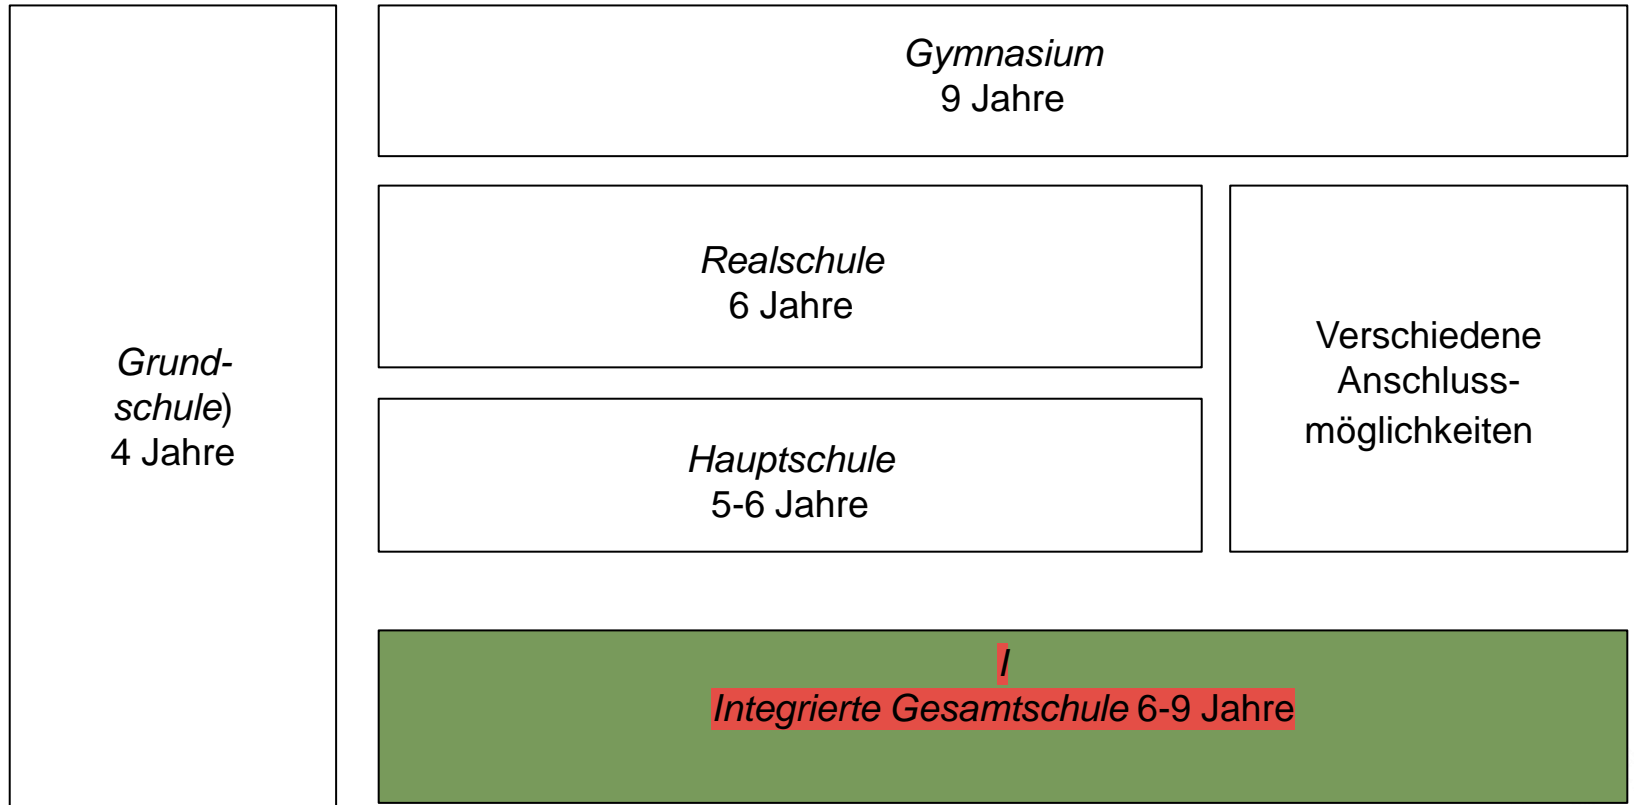 Grund-
schule)
4 Jahre
Gymnasium
9 Jahre
Realschule
6 Jahre
Hauptschule
5-6 Jahre
Verschiedene
Anschluss-
möglichkeiten
I
Integrierte Gesamtschule 6-9 Jahre